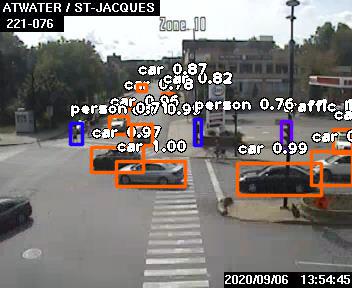 ATWATER / ST-JACQUES
221-076
Zone 10
car 0.87
car 0.82
person 0.76
car 0.97
car 1.00
car 0.99
2020/09/06 13:54:45